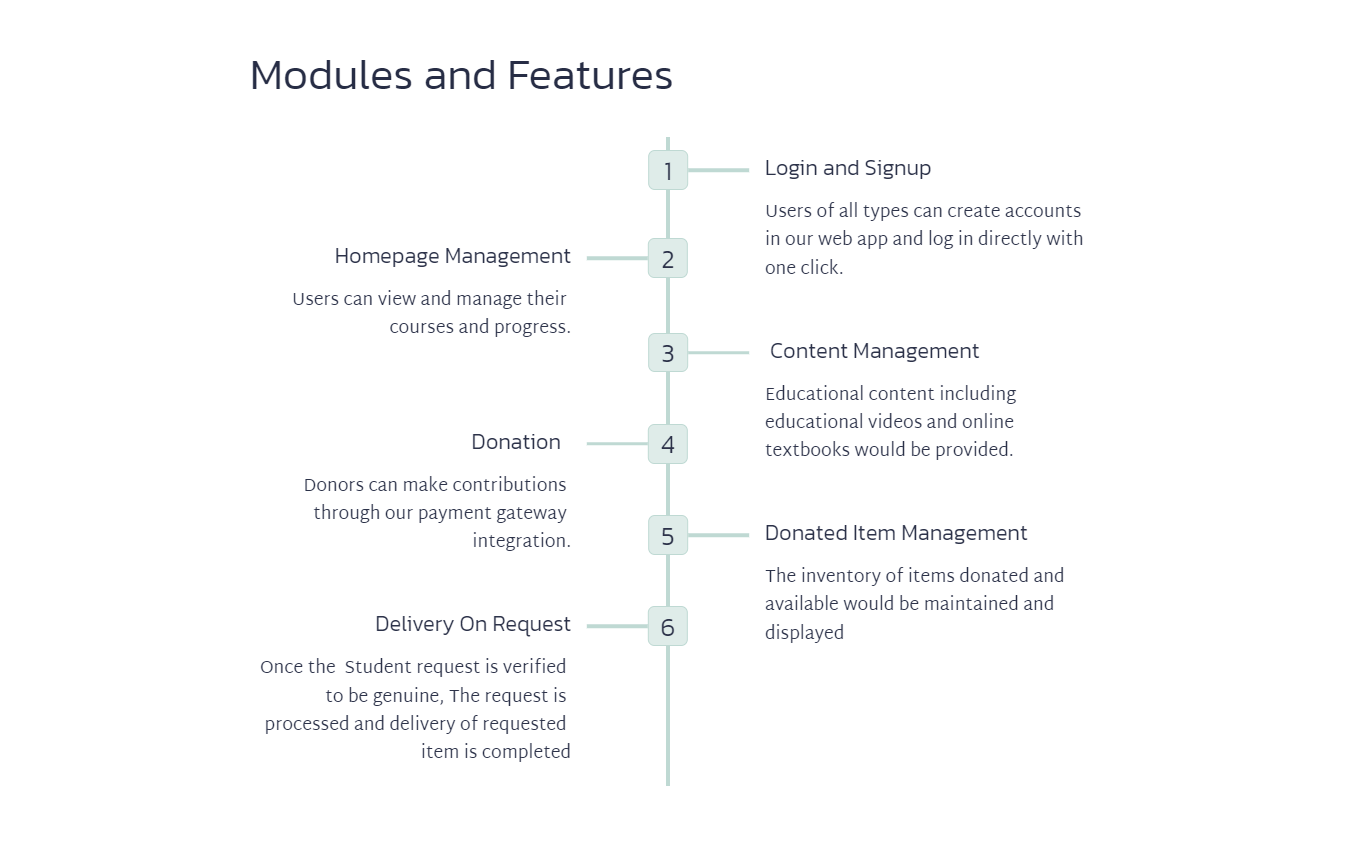 Modules and Features
1
Login and Signup
Users of all types can create accounts
in our web app and log in directly with
one click.
2
Homepage Management
Users can view and manage their
courses and progress.
3
Content Management
Educational content including
educational videos and online
textbooks would be provided.
4
Donation
Donors can make contributions
through our payment gateway
integration.
5
Donated Item Management
The inventory of items donated and
available would be maintained and
displayed
6
Delivery On Request
Once the  Student request is verified
to be genuine, The request is
processed and delivery of requested
item is completed